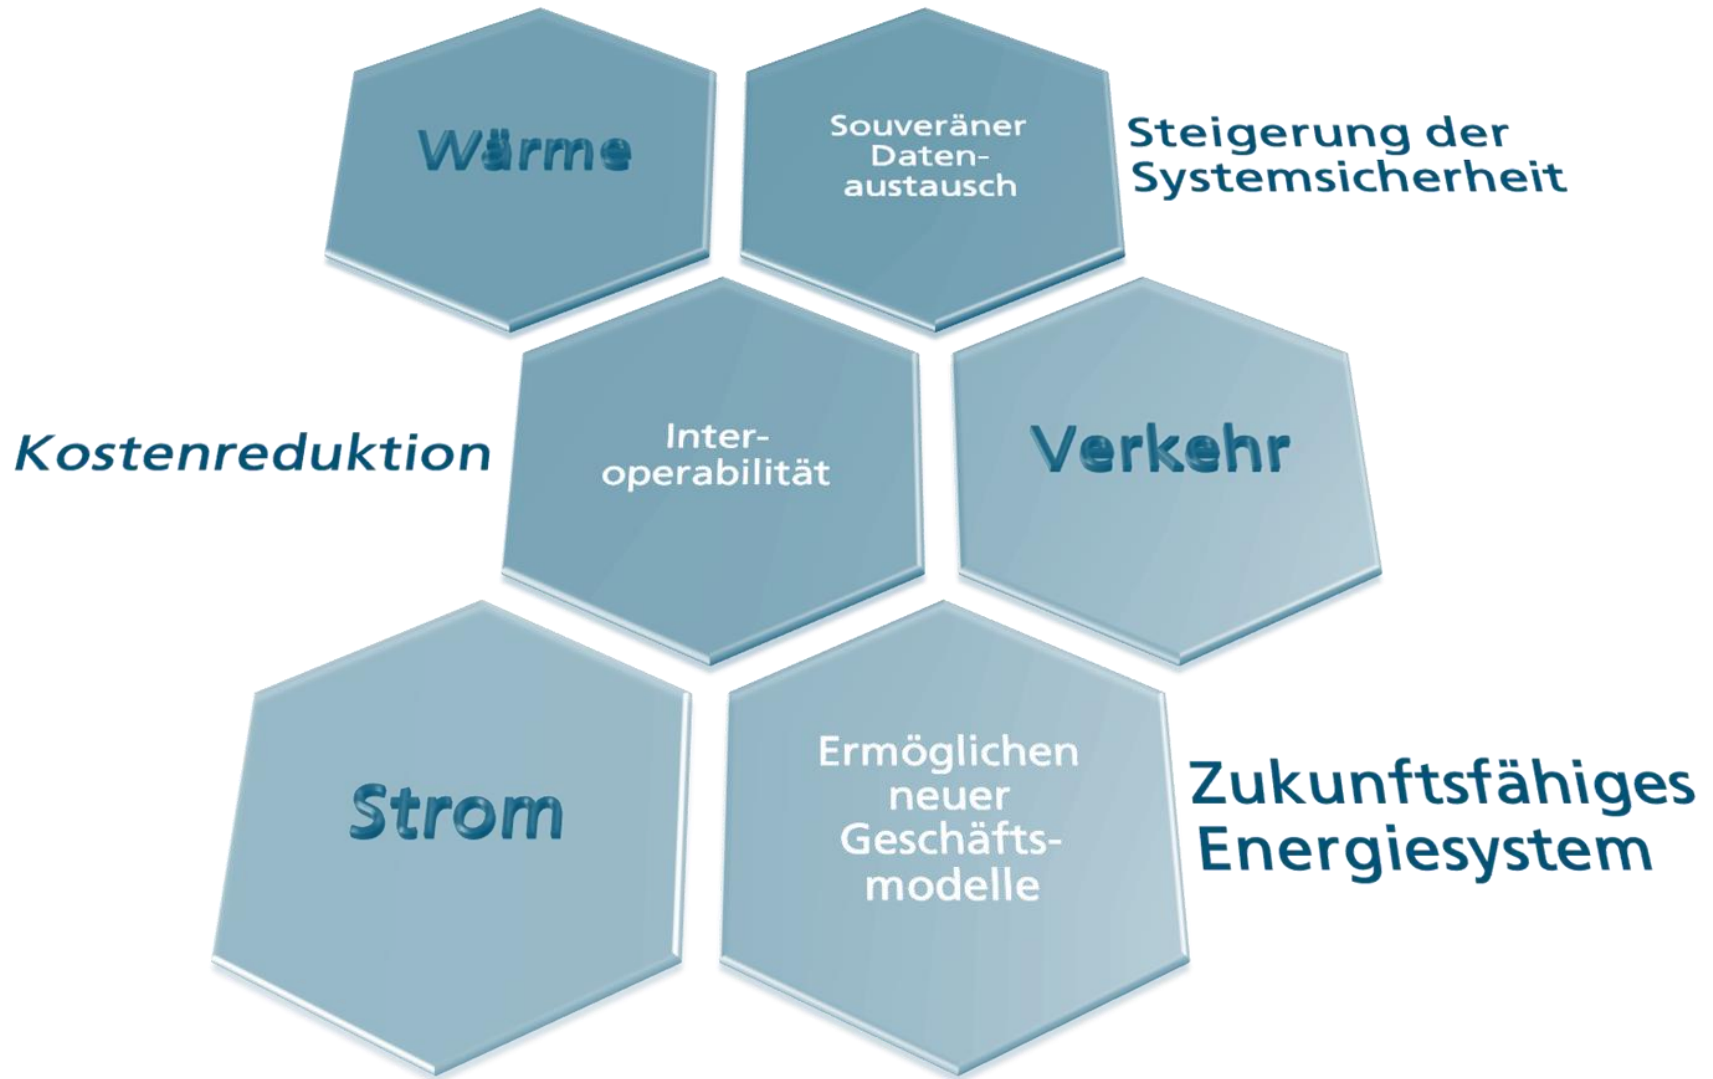 Wärme
Souveräner
Daten-
austausch
Steigerung der
Systemsicherheit
Kostenreduktion
Inter-
operabilität
Verkehr
Strom
Ermöglichen
neuer
Geschäfts-
modelle
Zukunftsfähiges
Energiesystem